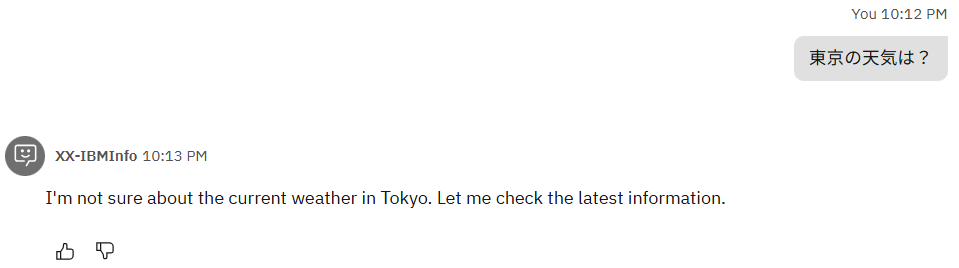 You 10:12 PM
東京の天気は？
XX-IBMInfo 10:13 PM
I'm not sure about the current weather in Tokyo. Let me check the latest information.